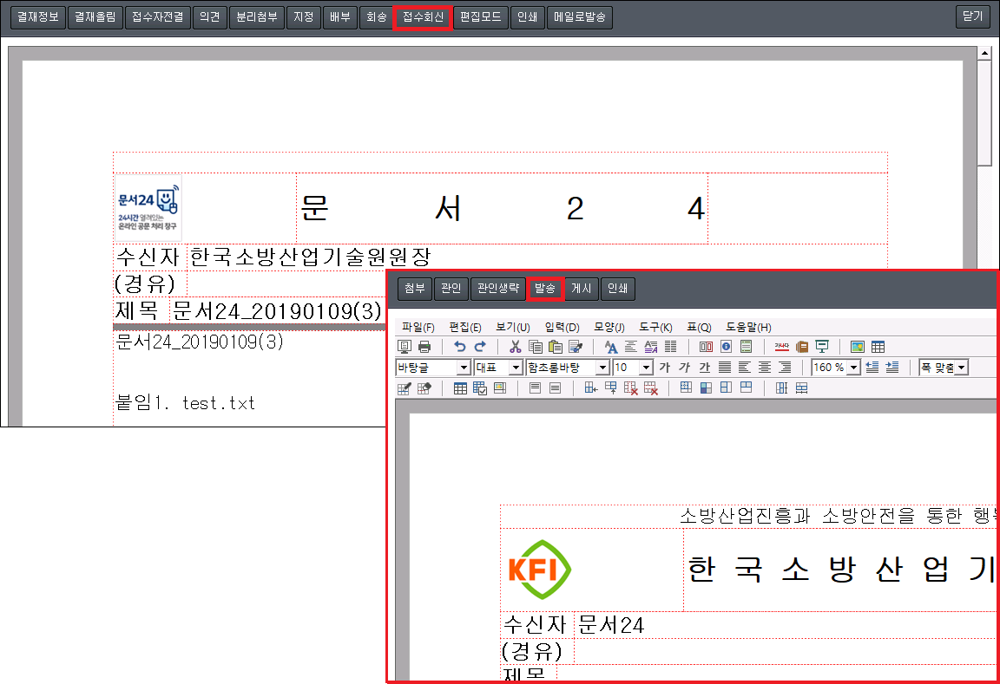 결재정보 결재올림 접수자전결 의견 분리첨부 지정 배부 회송 접수회신 편집모드 인쇄 메일로발송 닫기
문서24
24시간 열려있는
온라인 공문 처리 창구
문 서 2 4
수신자 한국소방산업기술원원장
(경유)
제목 문서24_20190109(3)
문서24_20190109(3)
붙임1. test.txt
첨부 관인 관인생략 발송 게시 인쇄
파일(F) 편집(E) 보기(U) 입력(D) 모양(J) 도구(K) 표(Q) 도움말(H)
가나다
바탕글 대표 함초롬바탕 10 가 가 가 160 % 폭 맞춤
소방산업진흥과 소방안전을 통한 행
KFI
한 국 소 방 산 업 기
수신자 문서24
(경유)
제목